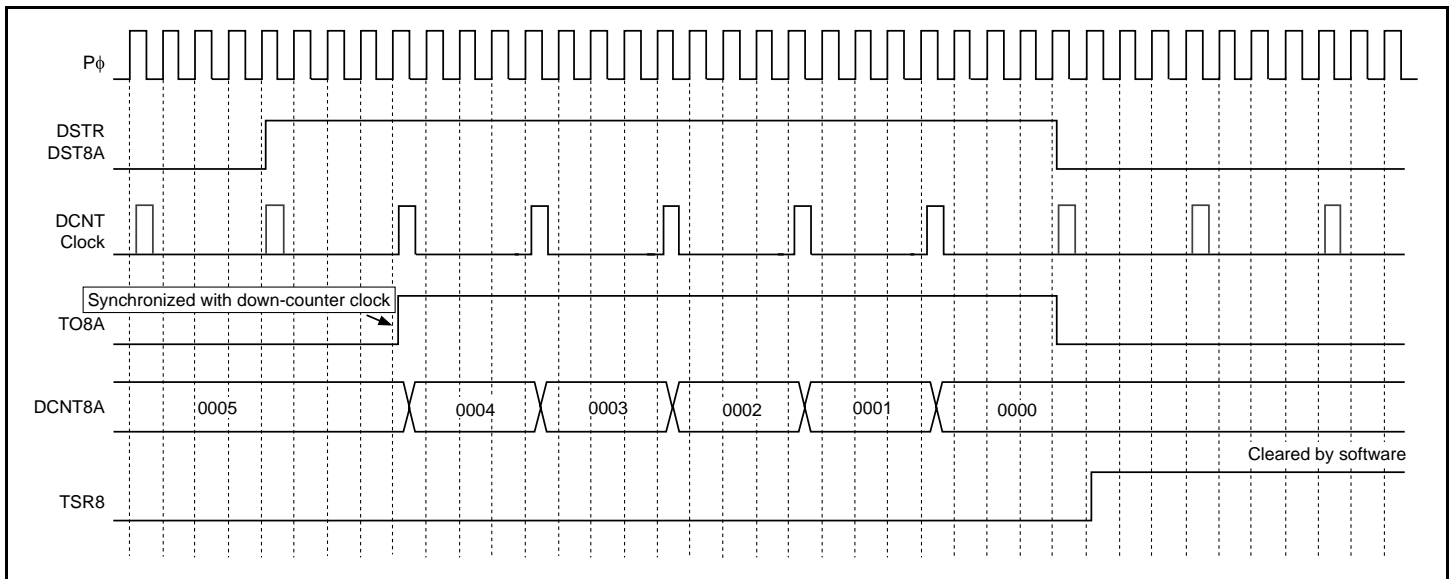 Pϕ
DSTR
DST8A
DCNT
Clock
Synchronized with down-counter clock
TO8A
DCNT8A
0005
0004
0003
0002
0001
0000
Cleared by software
TSR8